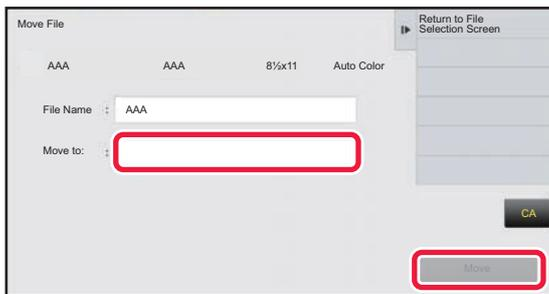 Move File
Return to File
Selection Screen
AAA AAA 8½x11 Auto Color
File Name : AAA
Move to: :
CA
Move